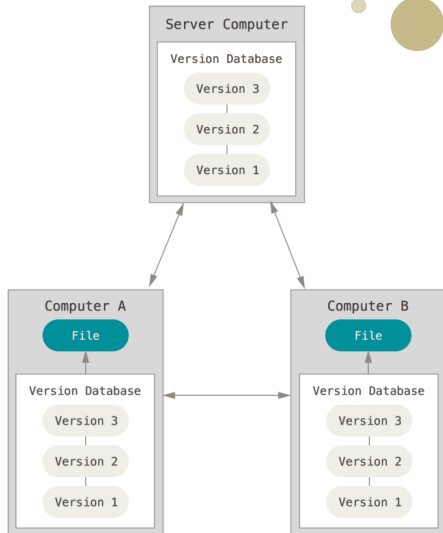 Server Computer
Version Database
Version 3
Version 2
Version 1
Computer A
File
Version Database
Version 3
Version 2
Version 1
Computer B
File
Version Database
Version 3
Version 2
Version 1